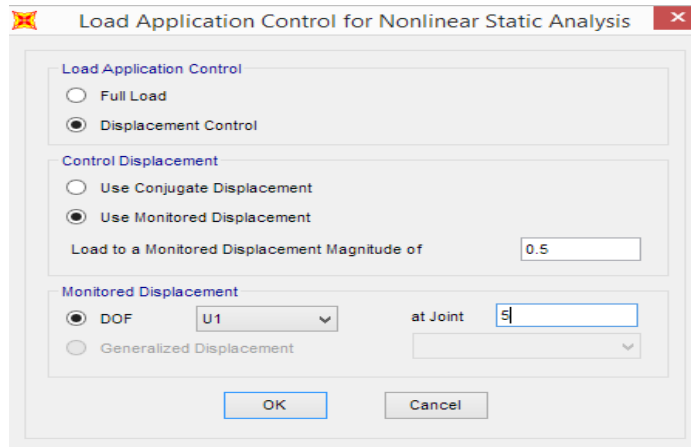 Load Application Control for Nonlinear Static Analysis
Load Application Control
Full Load
Displacement Control
Control Displacement
Use Conjugate Displacement
Use Monitored Displacement
Load to a Monitored Displacement Magnitude of 0.5
Monitored Displacement
DOF U1 at Joint 5
Generalized Displacement
OK Cancel